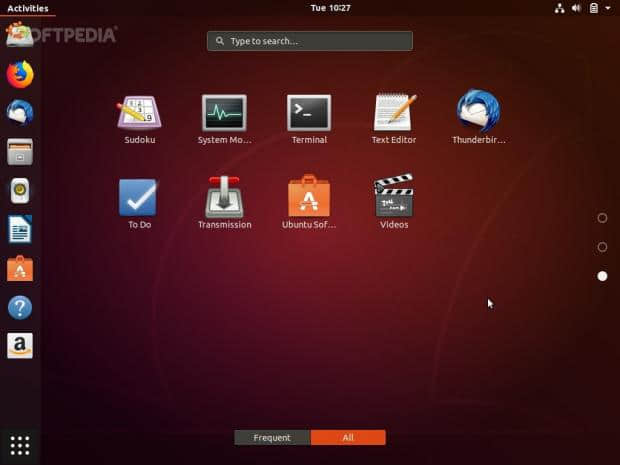 Activities
Tue 10:27
SOFTPEDIA
Type to search...
Sudoku
System Mo...
Terminal
Text Editor
Thunderbir...
To Do
Transmission
Ubuntu Sof...
Videos
Frequent
All